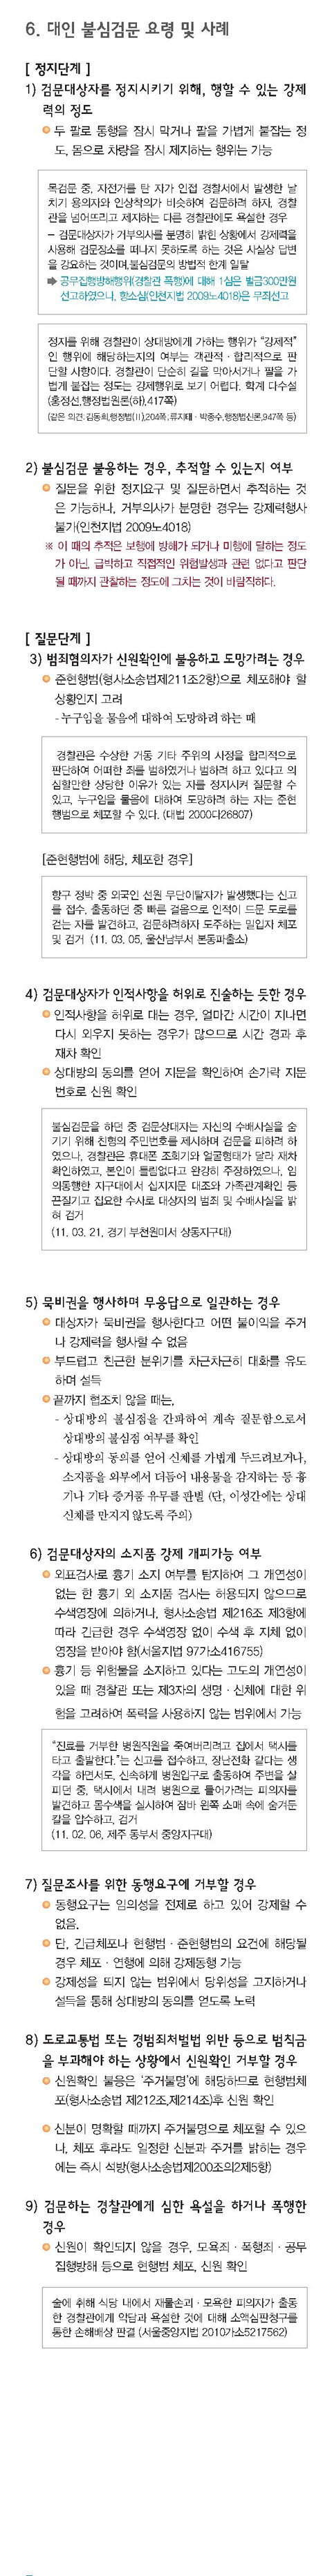 6. 대인 불심검문 요령 및 사례
[ 정지단계 ]
1) 검문대상자를 정지시키기 위해, 행할 수 있는 강제
력의 정도
두 팔로 통행을 잠시 막거나 팔을 가볍게 붙잡는 정
도, 몸으로 차량을 잠시 제지하는 행위는 가능
목검문 중, 자전거를 탄 자가 인접 경찰서에서 발생한 날
치기 용의자와 인상착의가 비슷하여 검문하려 하자, 경찰
관을 넘어뜨리고 제지하는 다른 경찰관에도 욕설한 경우
- 검문대상자가 거부의사를 분명히 밝힌 상황에서 강제력을
사용해 검문장소를 떠나지 못하도록 하는 것은 사실상 답변
을 강요하는 것이며,불심검문의 방법적 한계 일탈
➡ 공무집행방해행위(경찰관 폭행)에 대해 1심은 벌금300만원
선고하였으나, 항소심(인천지법 2009노4018)은 무죄선고
정지를 위해 경찰관이 상대방에게 가하는 행위가 “강제적”
인 행위에 해당하는지의 여부는 객관적·합리적으로 판
단할 사항이다. 경찰관이 단순히 길을 막아서거나 팔을 가
볍게 붙잡는 정도는 강제행위로 보기 어렵다. 학계 다수설
(홍정선,행정법원론(하),417쪽)
(같은 의견: 김동희,행정법(II),204쪽;류지태·박종수,행정법신론,947쪽 등)
2) 불심검문 불응하는 경우, 추적할 수 있는지 여부
질문을 위한 정지요구 및 질문하면서 추적하는 것
은 가능하나, 거부의사가 분명한 경우는 강제력행사
불가(인천지법 2009노4018)
※ 이 때의 추적은 보행에 방해가 되거나 미행에 달하는 정도
가 아닌, 급박하고 직접적인 위험발생과 관련 없다고 판단
될 때까지 관찰하는 정도에 그치는 것이 바람직하다.
[ 질문단계 ]
3) 범죄혐의자가 신원확인에 불응하고 도망가려는 경우
준현행범(형사소송법제211조2항)으로 체포해야 할
상황인지 고려
- 누구임을 물음에 대하여 도망하려 하는 때
경찰관은 수상한 거동 기타 주위의 사정을 합리적으로
판단하여 어떠한 죄를 범하였거나 범하려 하고 있다고 의
심할만한 상당한 이유가 있는 자를 정지시켜 질문할 수
있고, 누구임을 물음에 대하여 도망하려 하는 자는 준현
행범으로 체포할 수 있다. (대법 2000다26807)
[준현행범에 해당, 체포한 경우]
항구 정박 중 외국인 선원 무단이탈자가 발생했다는 신고
를 접수, 출동하던 중 빠른 걸음으로 인적이 드문 도로를
걷는 자를 발견하고, 검문하려하자 도주하는 밀입자 체포
및 검거 (11. 03. 05, 울산남부서 본동파출소)
4) 검문대상자가 인적사항을 허위로 진술하는 듯한 경우
인적사항을 허위로 대는 경우, 얼마간 시간이 지나면
다시 외우지 못하는 경우가 많으므로 시간 경과 후
재차 확인
상대방의 동의를 얻어 지문을 확인하여 손가락 지문
번호로 신원 확인
불심검문을 하던 중 검문상대자는 자신의 수배사실을 숨
기기 위해 친형의 주민번호를 제시하며 검문을 피하려 하
였으나, 경찰관은 휴대폰 조회기와 얼굴형태가 달라 재차
확인하였고, 본인이 틀림없다고 완강히 주장하였으나, 임
의동행한 지구대에서 십지지문 대조와 가족관계확인 등
끈질기고 집요한 수사로 대상자의 범죄 및 수배사실을 밝
혀 검거
(11. 03. 21, 경기 부천원미서 상동지구대)
5) 묵비권을 행사하며 무응답으로 일관하는 경우
대상자가 묵비권을 행사한다고 어떤 불이익을 주거
나 강제력을 행사할 수 없음
부드럽고 친근한 분위기를 차근차근히 대화를 유도
하며 설득
끝까지 협조치 않을 때는,
- 상대방의 불심점을 간파하여 계속 질문함으로서
상대방의 불심점 여부를 확인
- 상대방의 동의를 얻어 신체를 가볍게 두드려보거나,
소지품을 외부에서 더듬어 내용물을 감지하는 등 흉
기나 기타 증거품 유무를 판별 (단, 이성간에는 상대
신체를 만지지 않도록 주의)
6) 검문대상자의 소지품 강제 개피가능 여부
외표검사로 흉기 소지 여부를 탐지하여 그 개연성이
없는 한 흉기 외 소지품 검사는 허용되지 않으므로
수색영장에 의하거나, 형사소송법 제216조 제3항에
따라 긴급한 경우 수색영장 없이 수색 후 지체 없이
영장을 받아야 함(서울지법 97가소416755)
흉기 등 위험물을 소지하고 있다는 고도의 개연성이
있을 때 경찰관 또는 제3자의 생명·신체에 대한 위
험을 고려하여 폭력을 사용하지 않는 범위에서 가능
“진료를 거부한 병원직원을 죽여버리려고 집에서 택시를
타고 출발한다.”는 신고를 접수하고, 장난전화 같다는 생
각을 하면서도, 신속하게 병원입구로 출동하여 주변을 살
피던 중, 택시에서 내려 병원으로 들어가려는 피의자를
발견하고 몸수색을 실시하여 잠바 왼쪽 소매 속에 숨겨둔
칼을 압수하고, 검거
(11. 02. 06, 제주 동부서 중앙지구대)
7) 질문조사를 위한 동행요구에 거부할 경우
동행요구는 임의성을 전제로 하고 있어 강제할 수
없음,
단, 긴급체포나 현행범·준현행범의 요건에 해당될
경우 체포·연행에 의해 강제동행 가능
강제성을 띄지 않는 범위에서 당위성을 고지하거나
설득을 통해 상대방의 동의를 얻도록 노력
8) 도로교통법 또는 경범죄처벌법 위반 등으로 범칙금
을 부과해야 하는 상황에서 신원확인 거부할 경우
신원확인 불응은 ‘주거불명’에 해당하므로 현행범체
포(형사소송법 제212조,제214조)후 신원 확인
신분이 명확할 때까지 주거불명으로 체포할 수 있으
나, 체포 후라도 일정한 신분과 주거를 밝히는 경우
에는 즉시 석방(형사소송법제200조의2제5항)
9) 검문하는 경찰관에게 심한 욕설을 하거나 폭행한
경우
신원이 확인되지 않을 경우, 모욕죄·폭행죄·공무
집행방해 등으로 현행범 체포, 신원 확인
술에 취해 식당 내에서 재물손괴·모욕한 피의자가 출동
한 경찰관에게 악담과 욕설한 것에 대해 소액심판청구를
통한 손해배상 판결 (서울중앙지법 2010가소5217562)